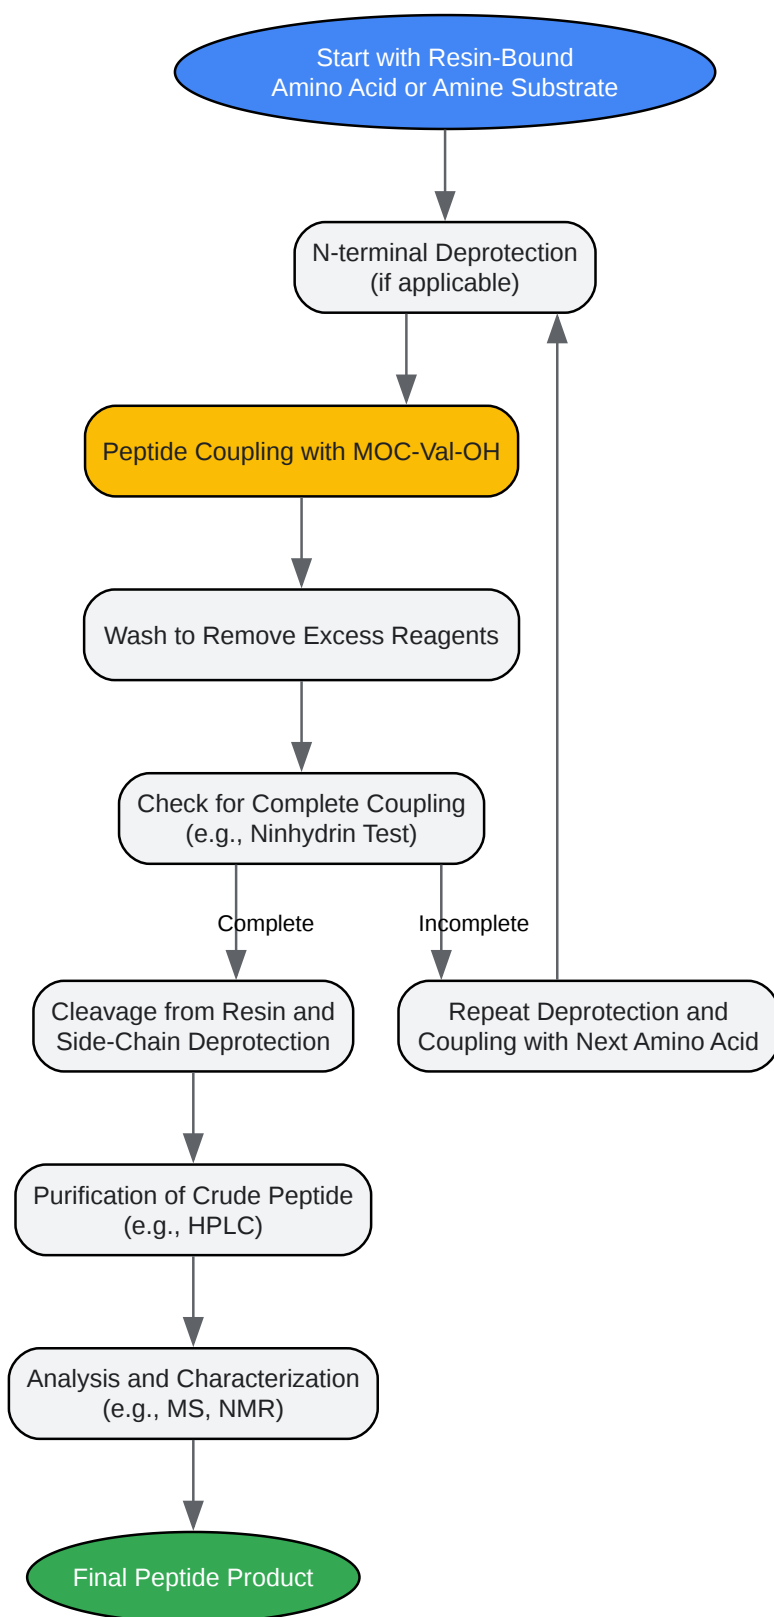 Start with Resin-Bound
Amino Acid or Amine Substrate
N-terminal Deprotection
(if applicable)
Peptide Coupling with MOC-Val-OH
Wash to Remove Excess Reagents
Check for Complete Coupling
(e.g., Ninhydrin Test)
Complete
Incomplete
Cleavage from Resin and
Side-Chain Deprotection
Repeat Deprotection and
Coupling with Next Amino Acid
Purification of Crude Peptide
(e.g., HPLC)
Analysis and Characterization
(e.g., MS, NMR)
Final Peptide Product